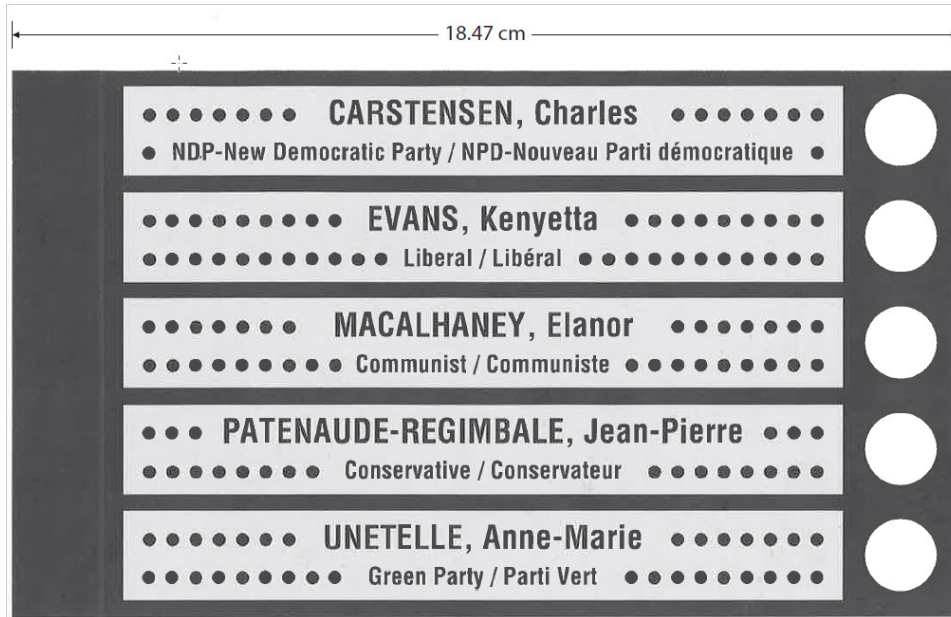 18.47 cm
CARSTENSEN, Charles
NDP-New Democratic Party / NPD-Nouveau Parti démocratique
EVANS, Kenyetta
Liberal / Libéral
MACALHANEY, Elanor
Communist / Communiste
PATENAUDE-REGIMBALE, Jean-Pierre
Conservative / Conservateur
UNETELLE, Anne-Marie
Green Party / Parti Vert